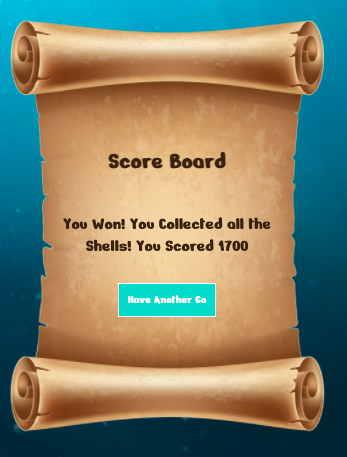 Score Board
You Won! You Collected all the
Shells! You Scored 1700
Have Another Go